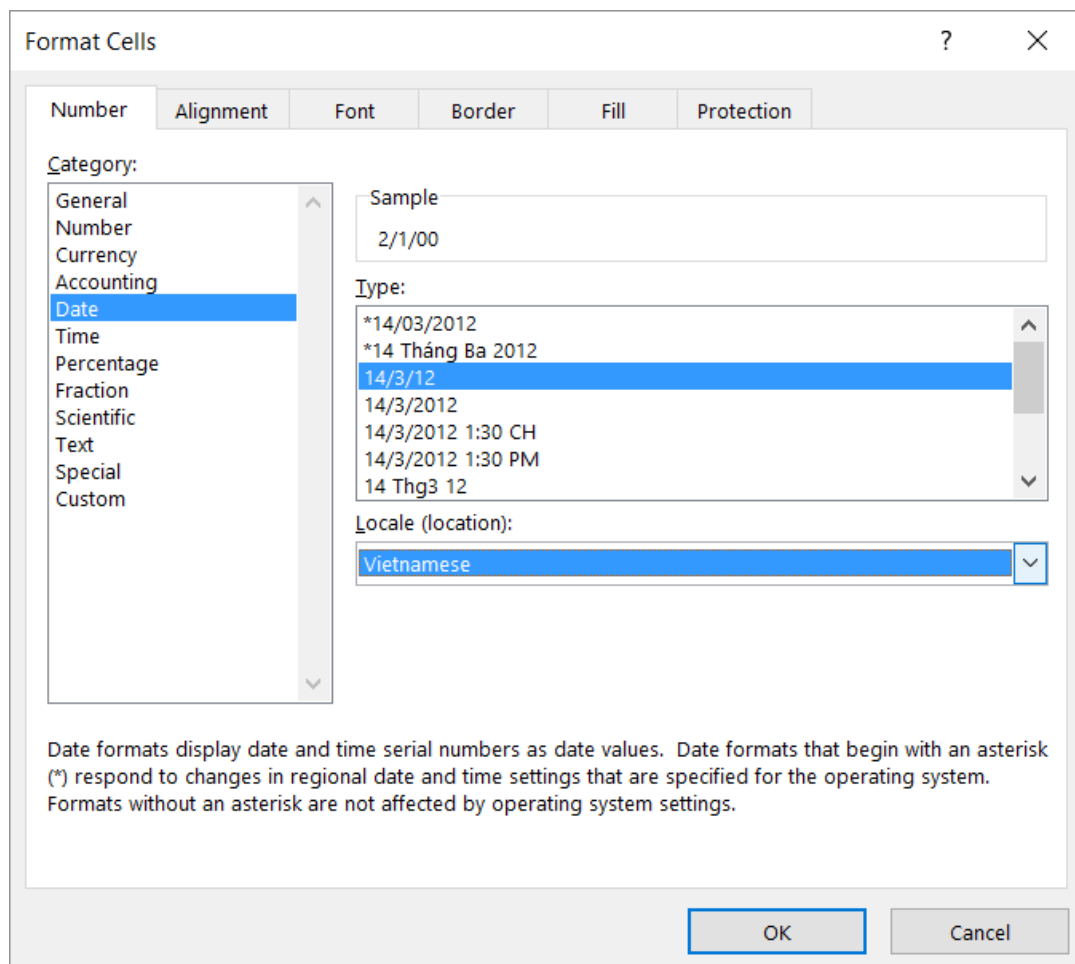 Format Cells
?
Number
Alignment
Font
Border
Fill
Protection
Category:
General
Number
Currency
Accounting
Date
Time
Percentage
Fraction
Scientific
Text
Special
Custom
Sample
2/1/00
Type:
*14/03/2012
*14 Tháng Ba 2012
14/3/12
14/3/2012
14/3/2012 1:30 CH
14/3/2012 1:30 PM
14 Thg3 12
Locale (location):
Vietnamese
Date formats display date and time serial numbers as date values.  Date formats that begin with an asterisk
(*) respond to changes in regional date and time settings that are specified for the operating system.
Formats without an asterisk are not affected by operating system settings.
OK
Cancel